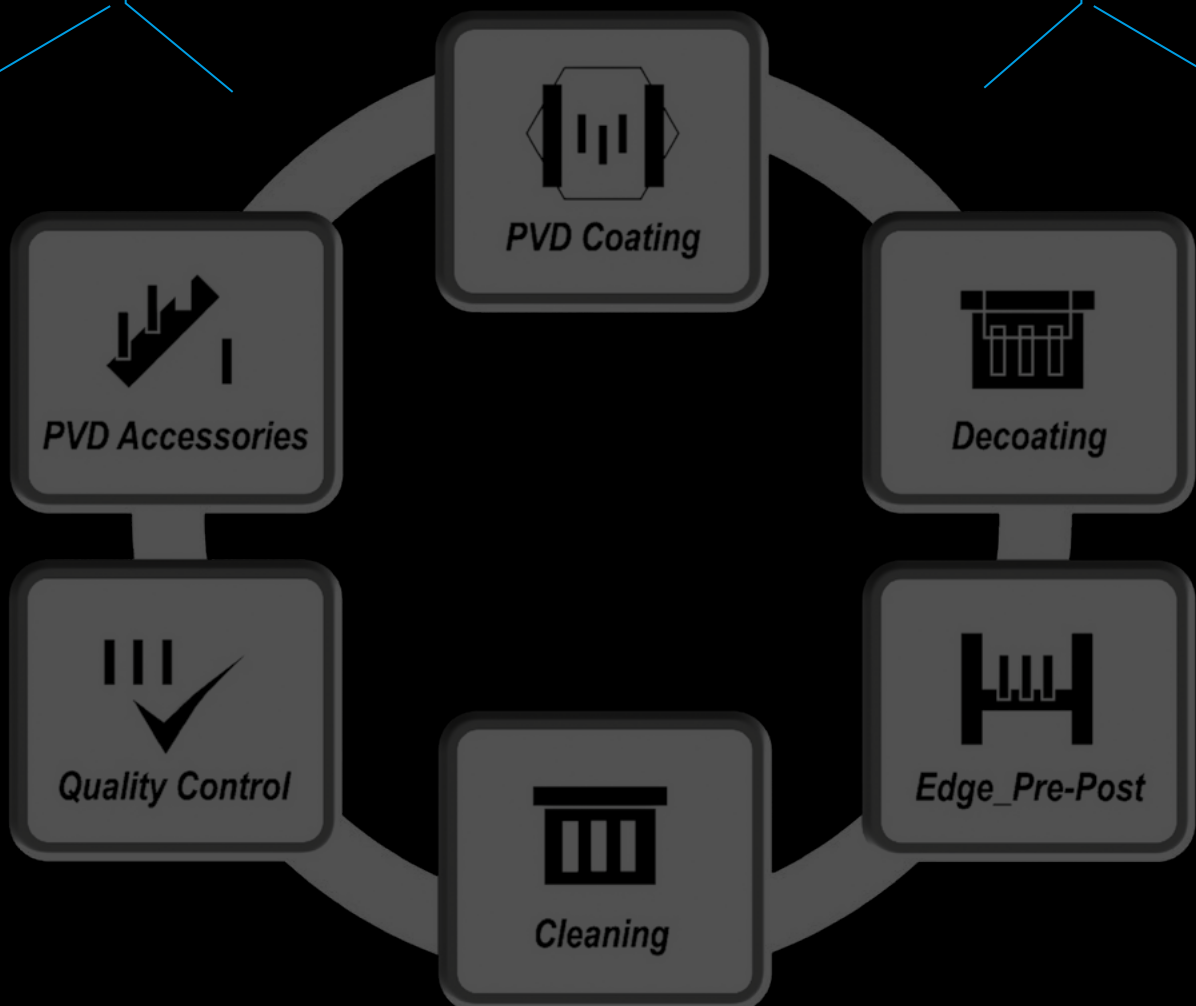 PVD Coating
PVD Accessories
Decoating
Quality Control
Edge_Pre-Post
Cleaning